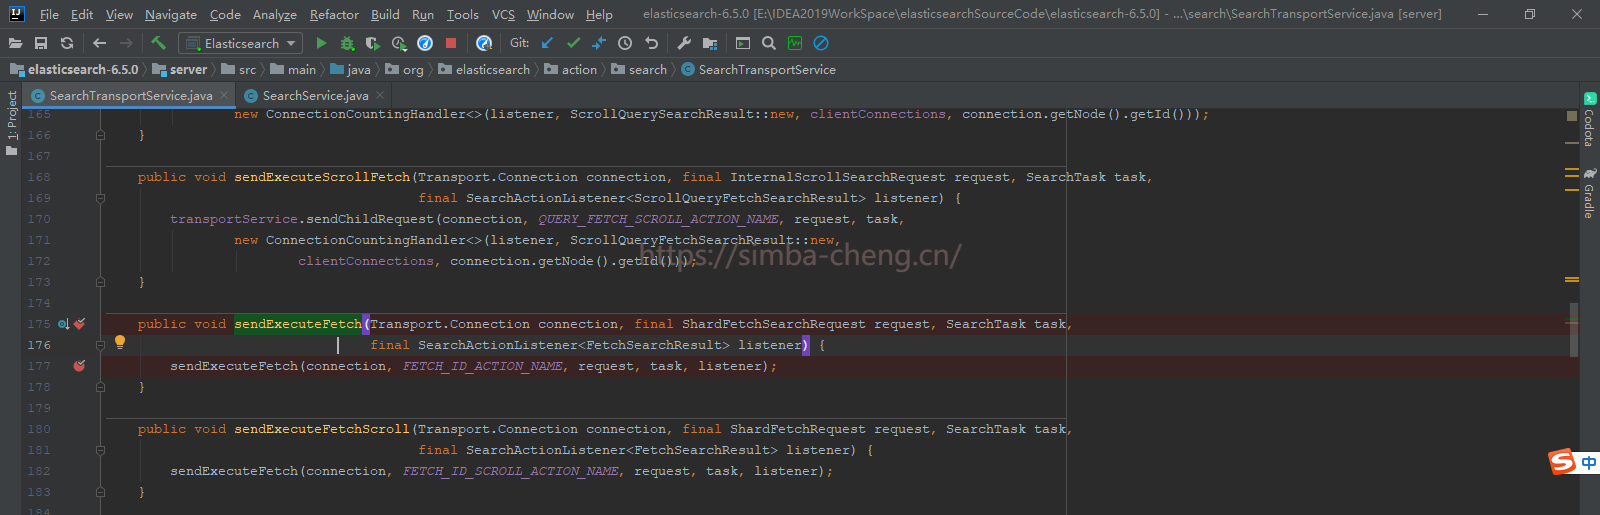 IJ File Edit View Navigate Code Analyze Refactor Build Run Tools VCS Window Help elasticsearch-6.5.0 [E:\IDEA2019WorkSpace\elasticsearchSourceCode\elasticsearch-6.5.0] - ...\search\SearchTransportService.java [server]
Elasticsearch Git:
elasticsearch-6.5.0 server src main java org elasticsearch action search SearchTransportService
SearchTransportService.java SearchService.java
1: Project
Codota
Gradle
165 new ConnectionCountingHandler<>(listener, ScrollQuerySearchResult::new, clientConnections, connection.getNode().getId()));
166 }
167
168 public void sendExecuteScrollFetch(Transport.Connection connection, final InternalScrollSearchRequest request, SearchTask task,
169 final SearchActionListener<ScrollQueryFetchSearchResult> listener) {
170 transportService.sendChildRequest(connection, QUERY_FETCH_SCROLL_ACTION_NAME, request, task,
171 new ConnectionCountingHandler<>(listener, ScrollQueryFetchSearchResult::new,
172 clientConnections, connection.getNode().getId()));
https://simba-cheng.cn/
173 }
174
175 public void sendExecuteFetch(Transport.Connection connection, final ShardFetchSearchRequest request, SearchTask task,
176 final SearchActionListener<FetchSearchResult> listener) {
177 sendExecuteFetch(connection, FETCH_ID_ACTION_NAME, request, task, listener);
178 }
179
180 public void sendExecuteFetchScroll(Transport.Connection connection, final ShardFetchRequest request, SearchTask task,
181 final SearchActionListener<FetchSearchResult> listener) {
182 sendExecuteFetch(connection, FETCH_ID_SCROLL_ACTION_NAME, request, task, listener);
183 }
184
S 中